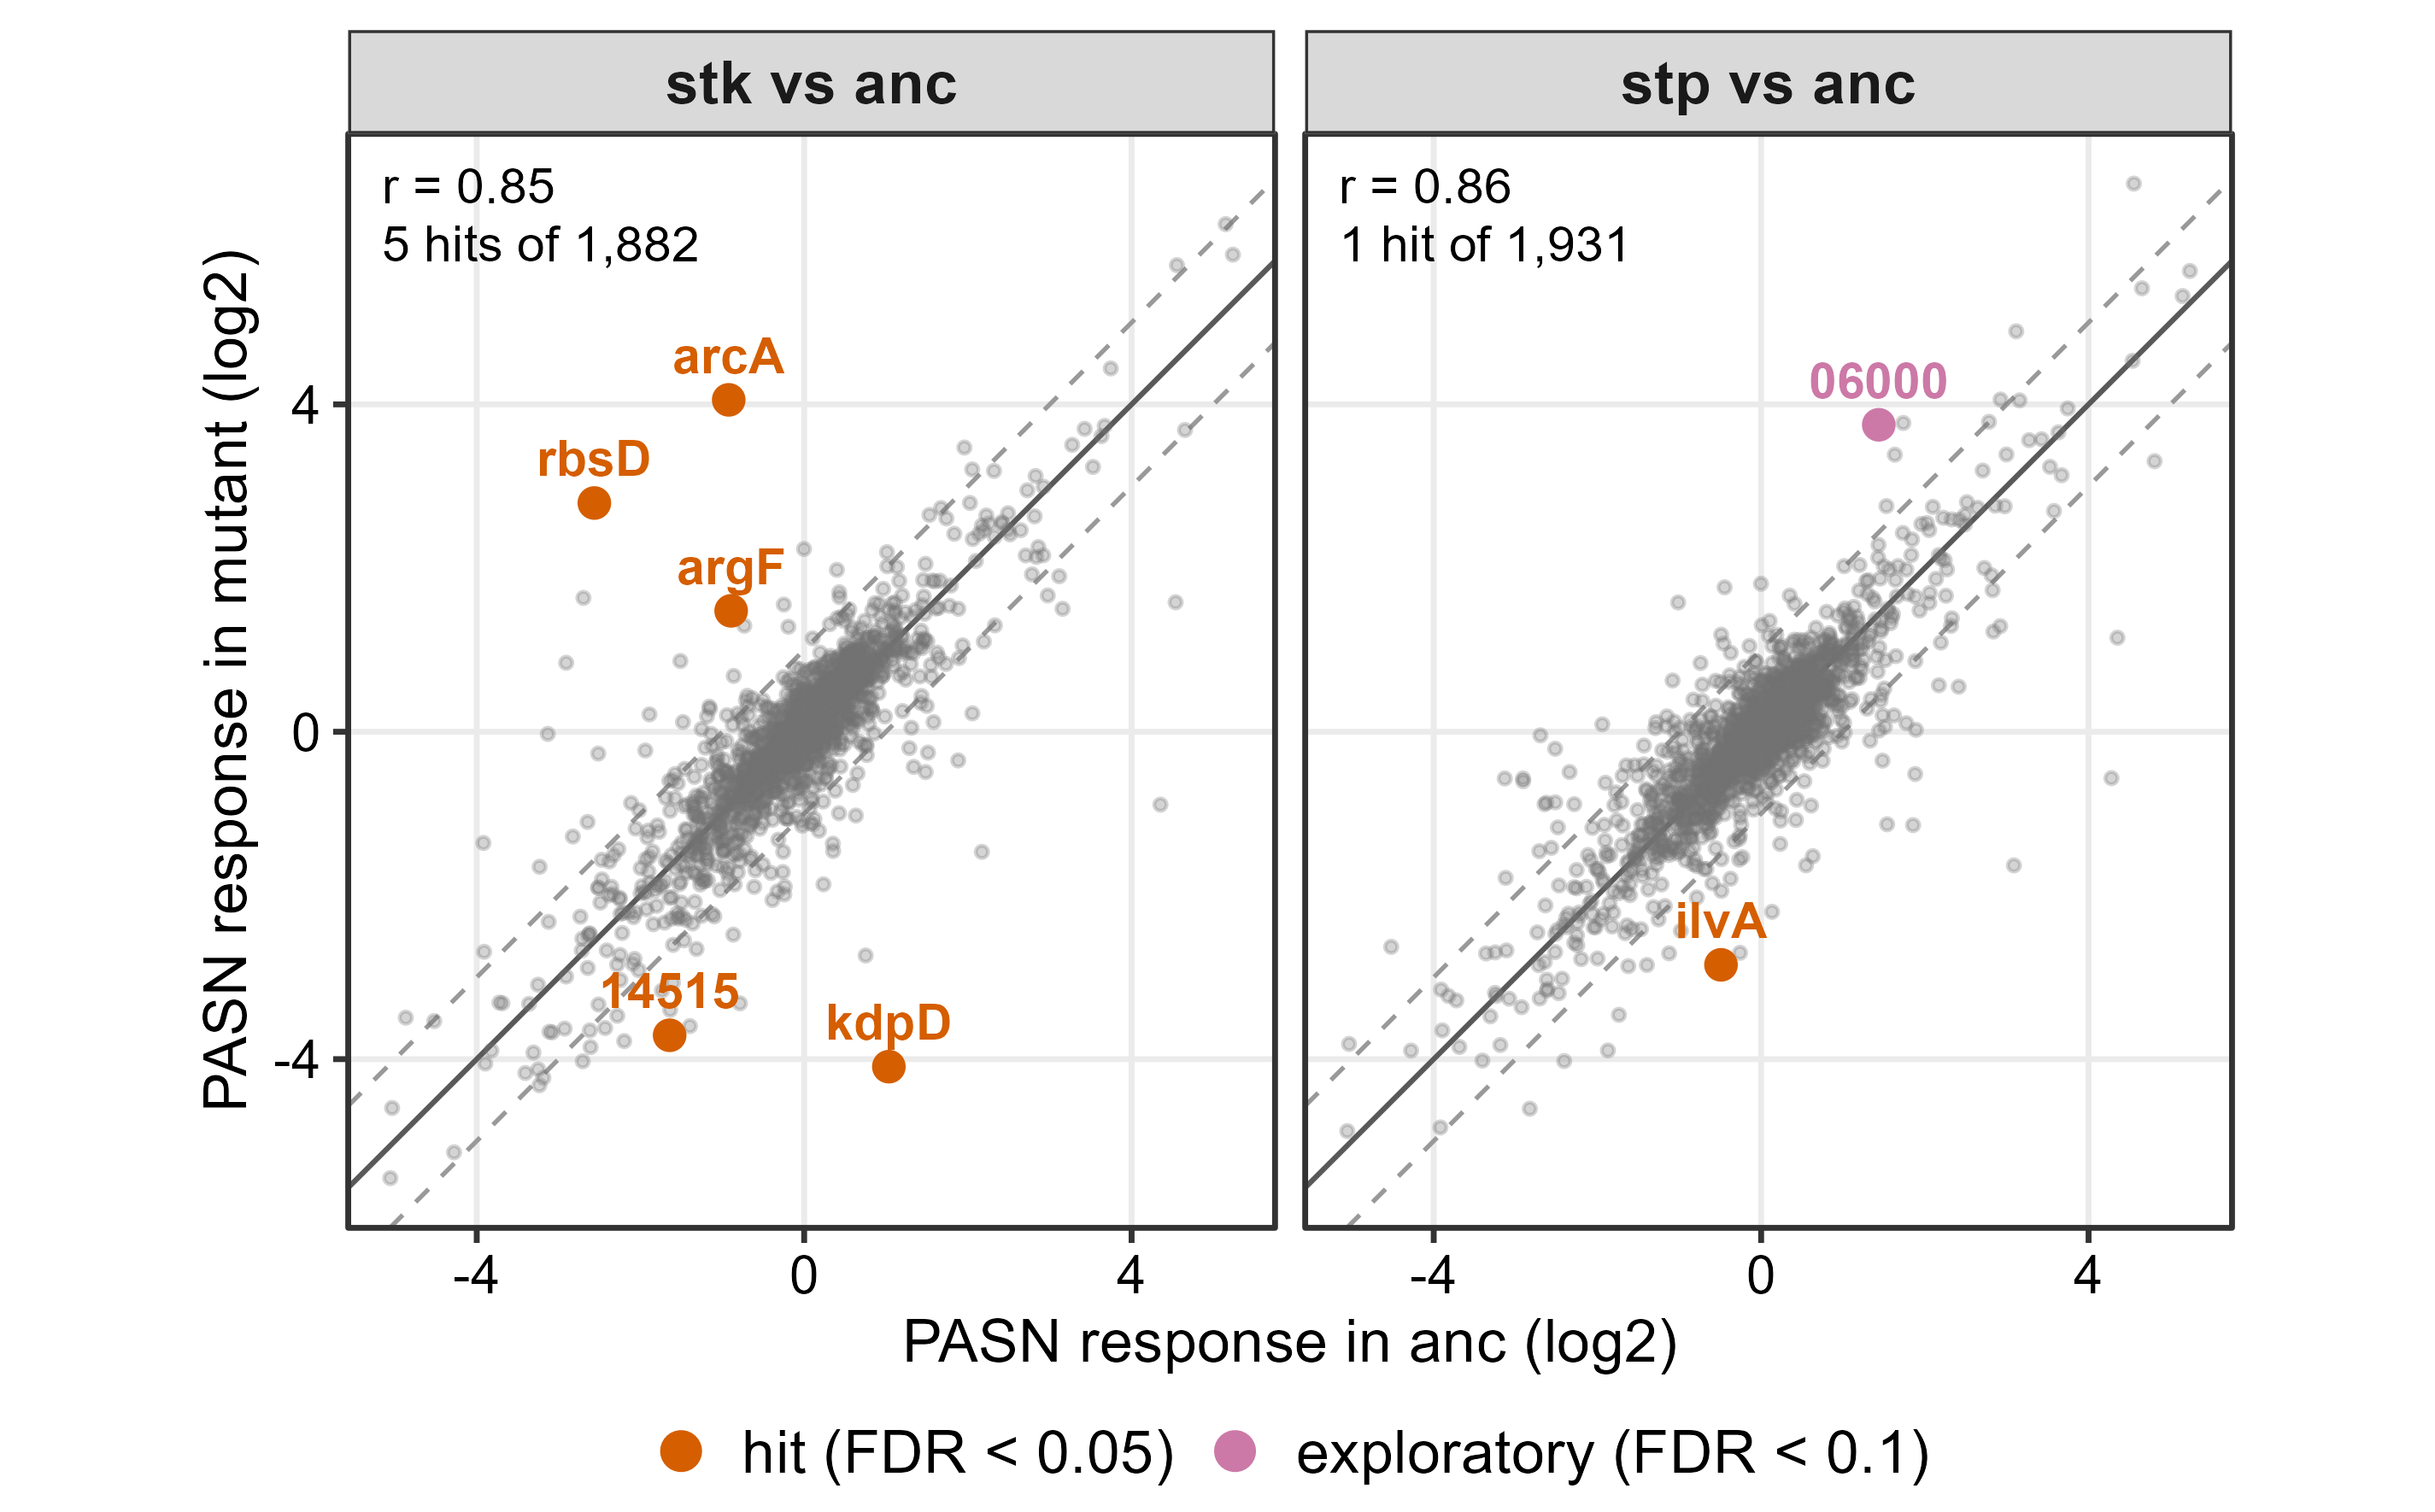 stk vs anc
stp vs anc
r = 0.85
5 hits of 1,882
r = 0.86
1 hit of 1,931
arcA
rbsD
argF
14515
kdpD
06000
ilvA
PASN response in mutant (log2)
4
0
-4
-4
0
4
-4
0
4
PASN response in anc (log2)
hit (FDR < 0.05)
exploratory (FDR < 0.1)